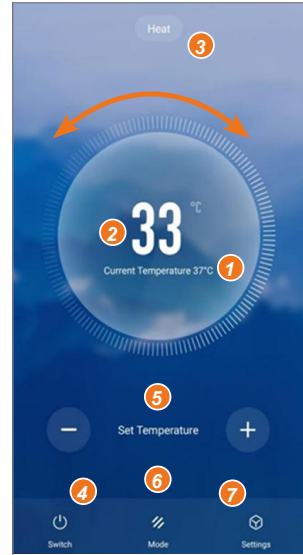 Heat
3
33 °C
2
Current Temperature 37°C
1
5
− Set Temperature +
4
6
7
Switch
Mode
Settings